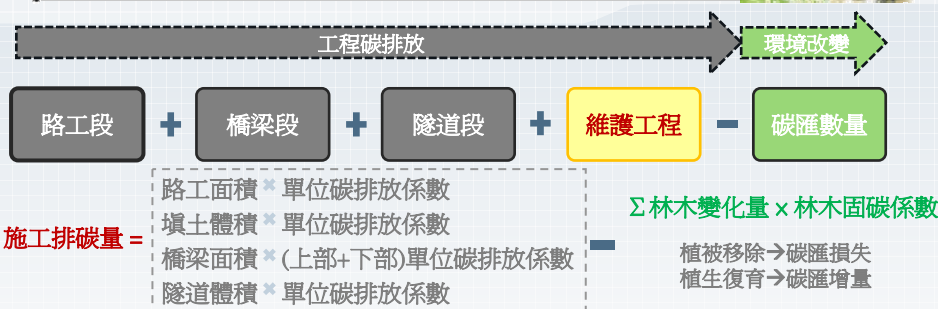 工程碳排放
環境改變
路工段 + 橋梁段 + 隧道段 + 維護工程 － 碳匯數量
路工面積 × 單位碳排放係數
填土體積 × 單位碳排放係數
施工排碳量 =
橋梁面積 × (上部+下部)單位碳排放係數
隧道體積 × 單位碳排放係數
－
Σ林木變化量 x 林木固碳係數
植被移除→碳匯損失
植生復育→碳匯增量